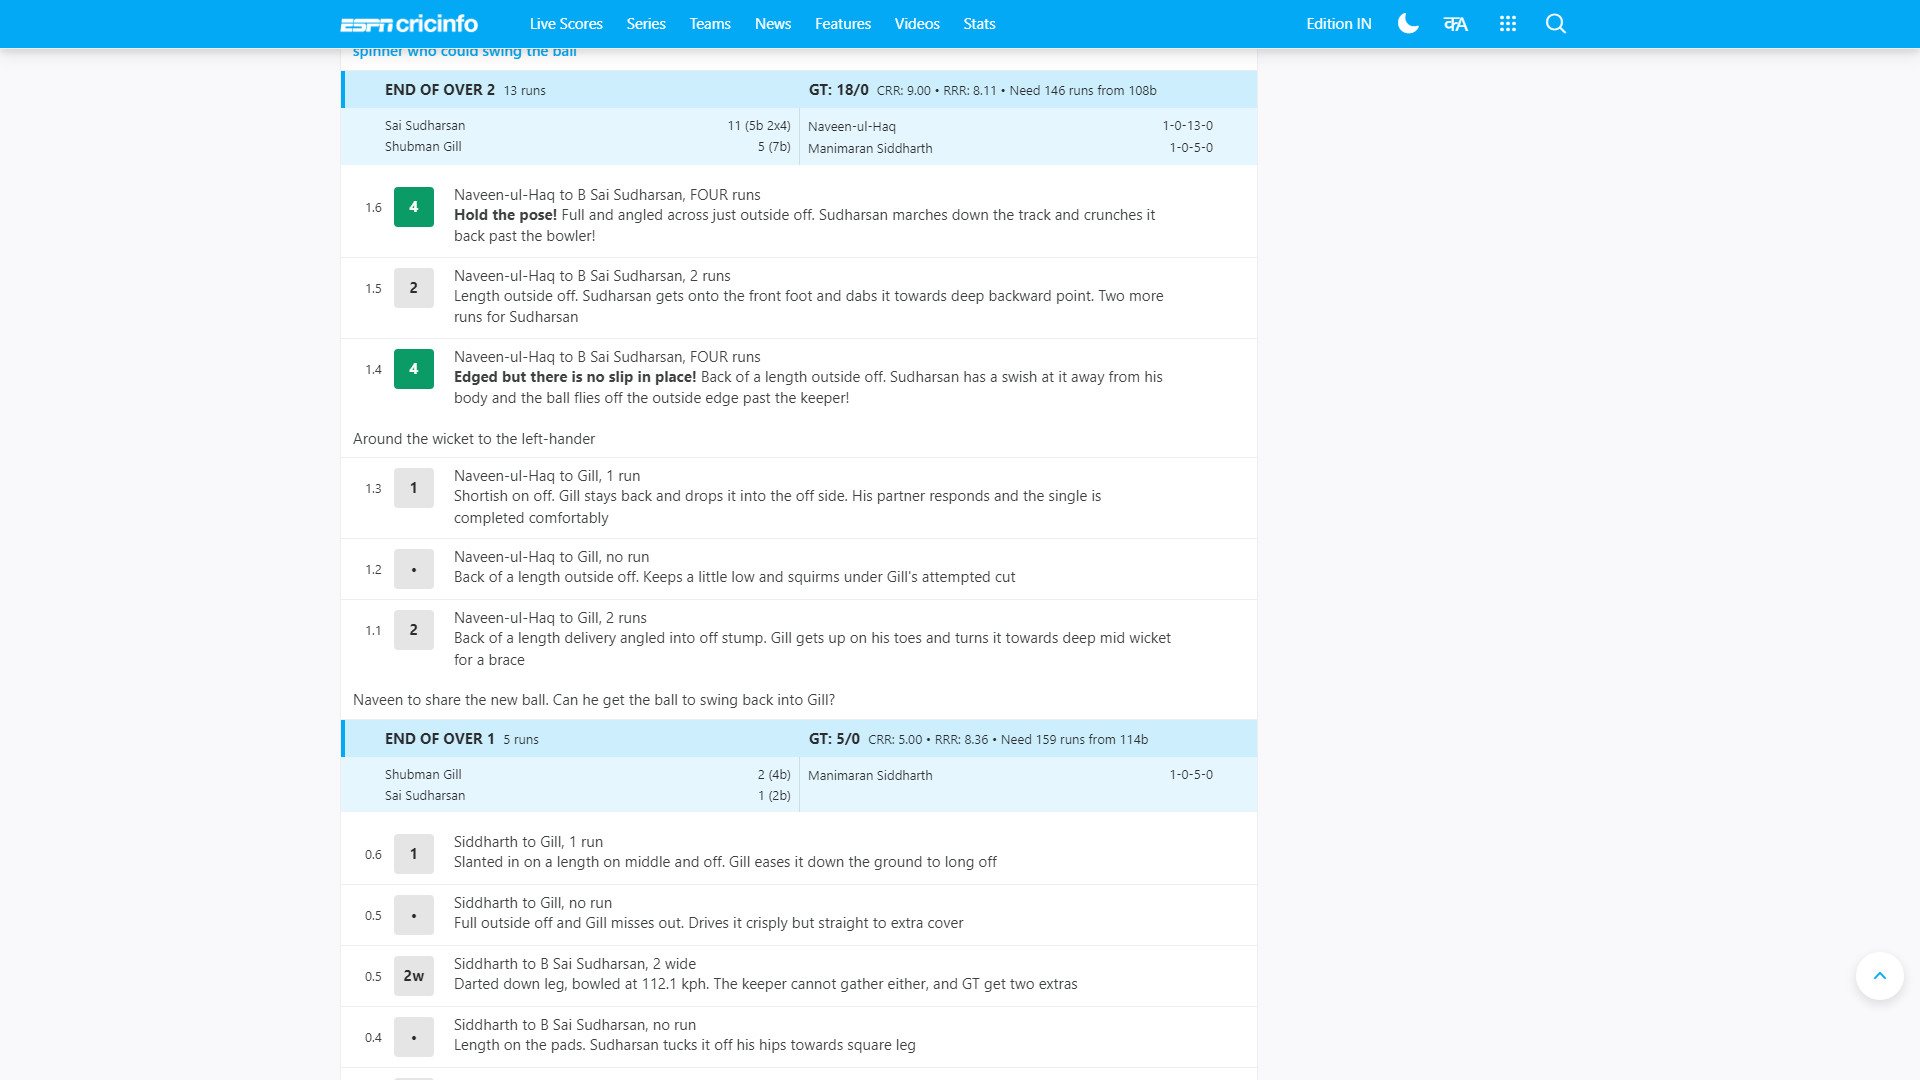 ESPN cricinfo Live Scores Series Teams News Features Videos Stats Edition IN
spinner who could swing the ball
END OF OVER 2 13 runs GT: 18/0 CRR: 9.00 • RRR: 8.11 • Need 146 runs from 108b
Sai Sudharsan 11 (5b 2x4) Naveen-ul-Haq 1-0-13-0
Shubman Gill 5 (7b) Manimaran Siddharth 1-0-5-0
Naveen-ul-Haq to B Sai Sudharsan, FOUR runs
1.6 4 Hold the pose! Full and angled across just outside off. Sudharsan marches down the track and crunches it
back past the bowler!
Naveen-ul-Haq to B Sai Sudharsan, 2 runs
1.5 2 Length outside off. Sudharsan gets onto the front foot and dabs it towards deep backward point. Two more
runs for Sudharsan
Naveen-ul-Haq to B Sai Sudharsan, FOUR runs
1.4 4 Edged but there is no slip in place! Back of a length outside off. Sudharsan has a swish at it away from his
body and the ball flies off the outside edge past the keeper!
Around the wicket to the left-hander
Naveen-ul-Haq to Gill, 1 run
1.3 1 Shortish on off. Gill stays back and drops it into the off side. His partner responds and the single is
completed comfortably
Naveen-ul-Haq to Gill, no run
1.2 • Back of a length outside off. Keeps a little low and squirms under Gill's attempted cut
Naveen-ul-Haq to Gill, 2 runs
1.1 2 Back of a length delivery angled into off stump. Gill gets up on his toes and turns it towards deep mid wicket
for a brace
Naveen to share the new ball. Can he get the ball to swing back into Gill?
END OF OVER 1 5 runs GT: 5/0 CRR: 5.00 • RRR: 8.36 • Need 159 runs from 114b
Shubman Gill 2 (4b) Manimaran Siddharth 1-0-5-0
Sai Sudharsan 1 (2b)
Siddharth to Gill, 1 run
0.6 1 Slanted in on a length on middle and off. Gill eases it down the ground to long off
Siddharth to Gill, no run
0.5 • Full outside off and Gill misses out. Drives it crisply but straight to extra cover
Siddharth to B Sai Sudharsan, 2 wide
0.5 2w Darted down leg, bowled at 112.1 kph. The keeper cannot gather either, and GT get two extras
Siddharth to B Sai Sudharsan, no run
0.4 • Length on the pads. Sudharsan tucks it off his hips towards square leg